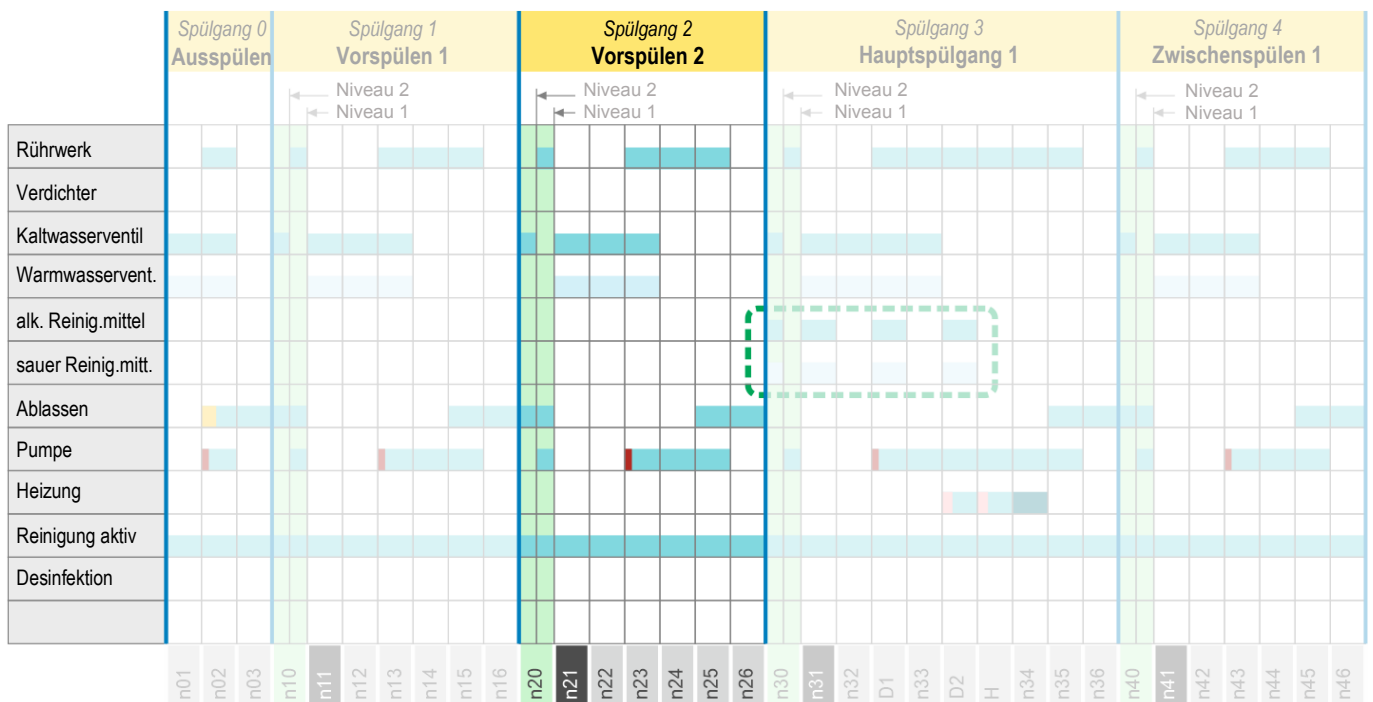 Spülgang 0
Ausspülen
Spülgang 1
Vorspülen 1
Spülgang 2
Vorspülen 2
Spülgang 3
Hauptspülgang 1
Spülgang 4
Zwischenspülen 1
Niveau 2
Niveau 1
Niveau 2
Niveau 1
Niveau 2
Niveau 1
Niveau 2
Niveau 1
Rührwerk
Verdichter
Kaltwasserventil
Warmwasservent.
alk. Reinig.mittel
sauer Reinig.mitt.
Ablassen
Pumpe
Heizung
Reinigung aktiv
Desinfektion
n01
n02
n03
n10
n11
n12
n13
n14
n15
n16
n20
n21
n22
n23
n24
n25
n26
n30
n31
n32
D1
n33
D2
H
n34
n35
n36
n40
n41
n42
n43
n44
n45
n46